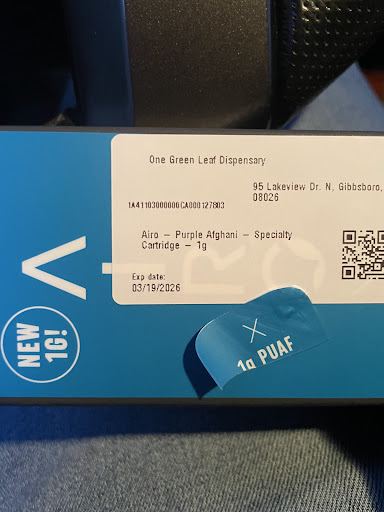 One Green Leaf Dispensary
95 Lakeview Dr. N, Gibbsboro,
08026
1A41103000000CA000127803
Airo – Purple Afghani – Specialty
Cartridge – 1g
Exp date:
03/19/2026
AIRO
NEW
1G!
1g PUAF